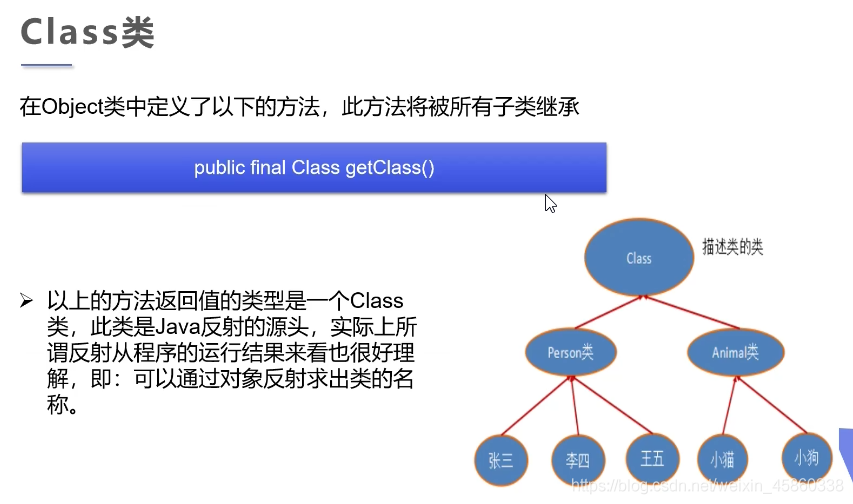 Class类
在Object类中定义了以下的方法，此方法将被所有子类继承
public final Class getClass()
Class
描述类的类
➢ 以上的方法返回值的类型是一个Class
类，此类是Java反射的源头，实际上所
谓反射从程序的运行结果来看也很好理
解，即：可以通过对象反射求出类的名
称。
Person类
Animal类
张三
李四
王五
小猫
小狗
https://blog.csdn.net/weixin_45860338